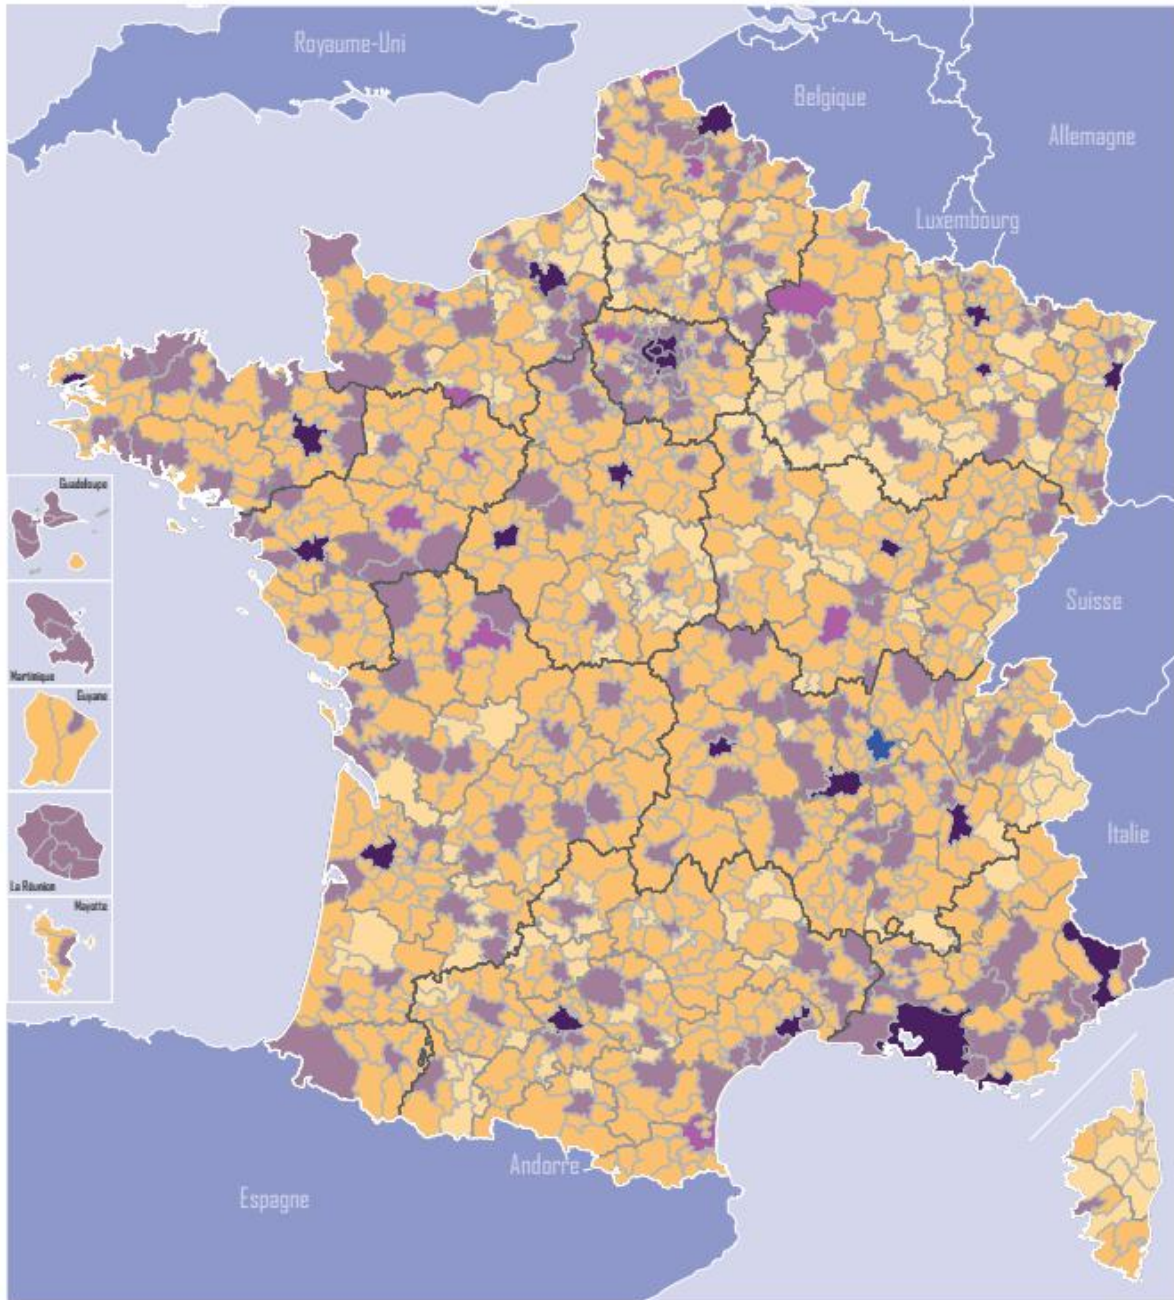 Royaume-Uni
Belgique
Allemagne
Luxembourg
Guadeloupe
Suisse
Martinique
Guyane
Italie
La Réunion
Mayotte
Andorre
Espagne